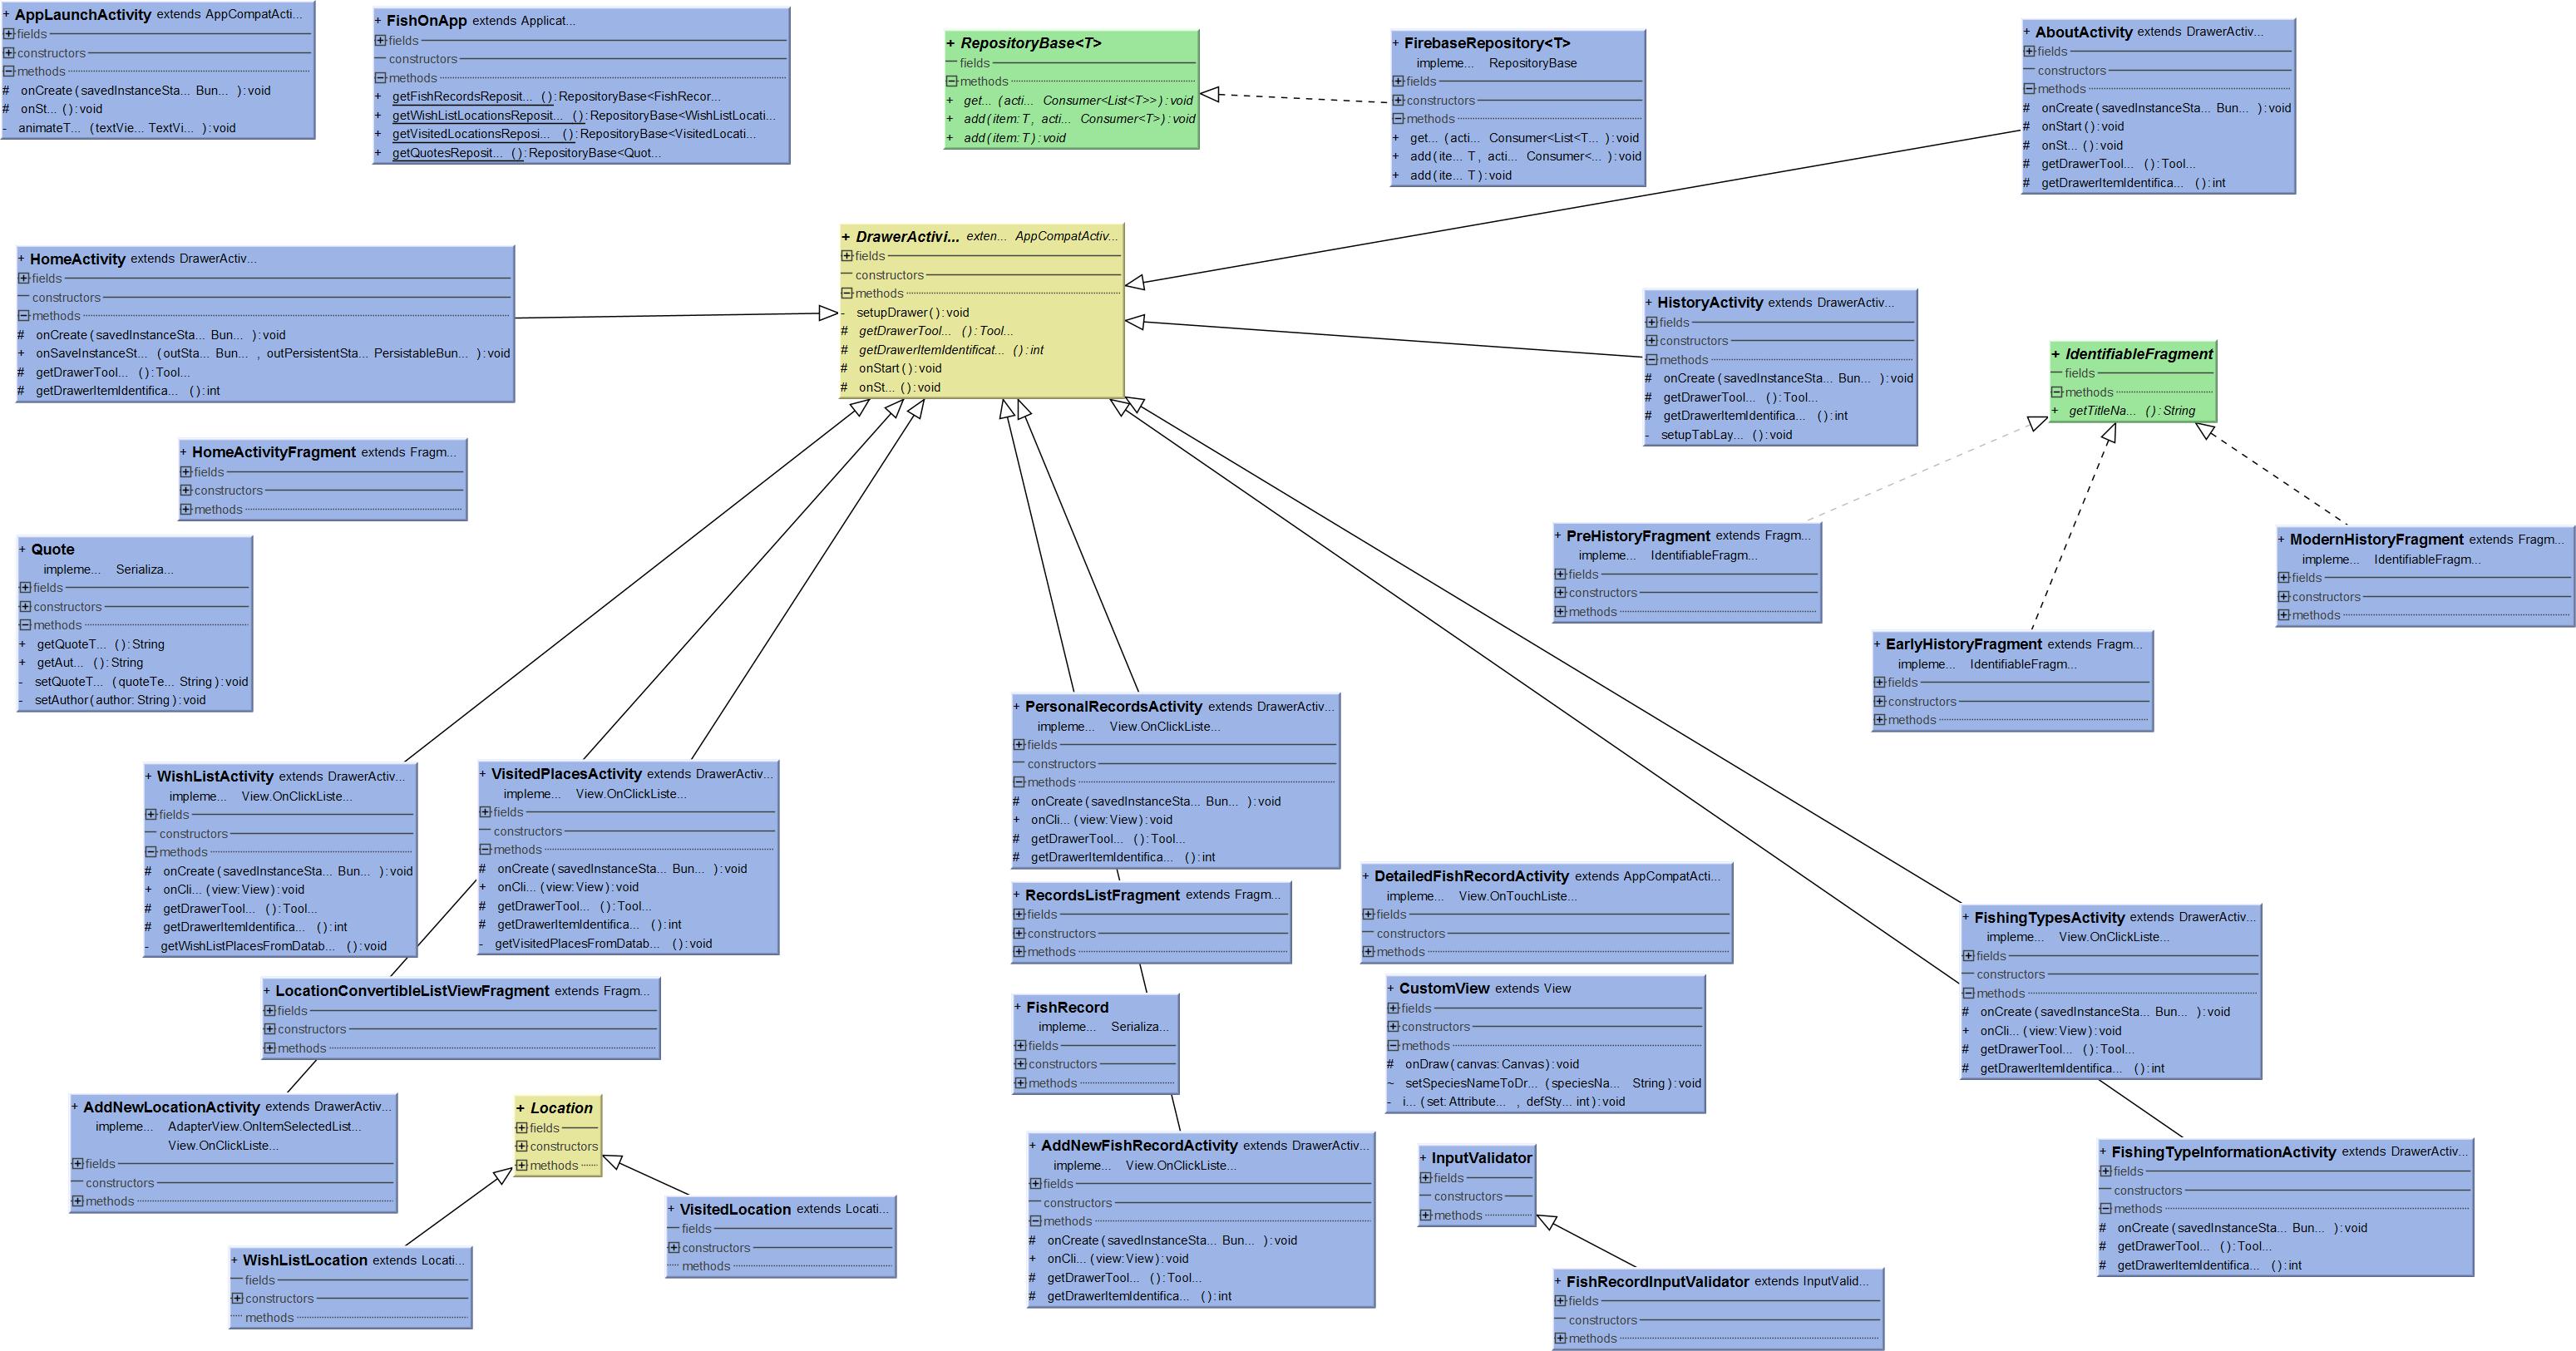 + AppLaunchActivity extends AppCompatActi...
fields
constructors
methods
# onCreate(savedInstanceSta... Bun... ):void
# onSt... ():void
- animateT... (textVie... TextVi... ):void
+ FishOnApp extends Applicat...
fields
constructors
methods
+ getFishRecordsReposit... ():RepositoryBase<FishRecor...
+ getWishListLocationsReposit... ():RepositoryBase<WishListLocati...
+ getVisitedLocationsReposi... ():RepositoryBase<VisitedLocati...
+ getQuotesReposit... ():RepositoryBase<Quot...
+ RepositoryBase<T>
fields
methods
+ get... (acti... Consumer<List<T>>):void
+ add(item:T, acti... Consumer<T>):void
+ add(item:T):void
+ FirebaseRepository<T>
impleme... RepositoryBase
fields
constructors
methods
+ get... (acti... Consumer<List<T... ):void
+ add(ite... T, acti... Consumer<... ):void
+ add(ite... T):void
+ AboutActivity extends DrawerActiv...
fields
constructors
methods
# onCreate(savedInstanceSta... Bun... ):void
# onStart():void
# onSt... ():void
# getDrawerTool... ():Tool...
# getDrawerItemIdentifica... ():int
+ HomeActivity extends DrawerActiv...
fields
constructors
methods
# onCreate(savedInstanceSta... Bun... ):void
+ onSaveInstanceSt... (outSta... Bun... , outPersistentSta... PersistableBun... ):void
# getDrawerTool... ():Tool...
# getDrawerItemIdentifica... ():int
+ DrawerActivi... exten... AppCompatActiv...
fields
constructors
methods
- setupDrawer():void
# getDrawerTool... ():Tool...
# getDrawerItemIdentificat... ():int
# onStart():void
# onSt... ():void
+ HistoryActivity extends DrawerActiv...
fields
constructors
methods
# onCreate(savedInstanceSta... Bun... ):void
# getDrawerTool... ():Tool...
# getDrawerItemIdentifica... ():int
- setupTabLay... ():void
+ IdentifiableFragment
fields
methods
+ getTitleNa... ():String
+ HomeActivityFragment extends Fragm...
fields
constructors
methods
+ Quote
impleme... Serializa...
fields
constructors
methods
+ getQuoteT... ():String
+ getAut... ():String
- setQuoteT... (quoteTe... String):void
- setAuthor(author:String):void
+ PreHistoryFragment extends Fragm...
impleme... IdentifiableFragm...
fields
constructors
methods
+ ModernHistoryFragment extends Fragm...
impleme... IdentifiableFragm...
fields
constructors
methods
+ EarlyHistoryFragment extends Fragm...
impleme... IdentifiableFragm...
fields
constructors
methods
+ WishListActivity extends DrawerActiv...
impleme... View.OnClickListe...
fields
constructors
methods
# onCreate(savedInstanceSta... Bun... ):void
+ onCli... (view:View):void
# getDrawerTool... ():Tool...
# getDrawerItemIdentifica... ():int
- getWishListPlacesFromDatab... ():void
+ VisitedPlacesActivity extends DrawerActiv...
impleme... View.OnClickListe...
fields
constructors
methods
# onCreate(savedInstanceSta... Bun... ):void
+ onCli... (view:View):void
# getDrawerTool... ():Tool...
# getDrawerItemIdentifica... ():int
- getVisitedPlacesFromDatab... ():void
+ PersonalRecordsActivity extends DrawerActiv...
impleme... View.OnClickListe...
fields
constructors
methods
# onCreate(savedInstanceSta... Bun... ):void
+ onCli... (view:View):void
# getDrawerTool... ():Tool...
# getDrawerItemIdentifica... ():int
+ RecordsListFragment extends Fragm...
fields
constructors
methods
+ DetailedFishRecordActivity extends AppCompatActi...
impleme... View.OnTouchListe...
fields
constructors
methods
+ FishingTypesActivity extends DrawerActiv...
impleme... View.OnClickListe...
fields
constructors
methods
# onCreate(savedInstanceSta... Bun... ):void
+ onCli... (view:View):void
# getDrawerTool... ():Tool...
# getDrawerItemIdentifica... ():int
+ LocationConvertibleListViewFragment extends Fragm...
fields
constructors
methods
+ FishRecord
impleme... Serializa...
fields
constructors
methods
+ CustomView extends View
fields
constructors
methods
# onDraw(canvas:Canvas):void
~ setSpeciesNameToDr... (speciesNa... String):void
- i... (set:Attribute... , defSty... int):void
+ AddNewLocationActivity extends DrawerActiv...
impleme... AdapterView.OnItemSelectedList...
View.OnClickListe...
fields
constructors
methods
+ Location
fields
constructors
methods
+ AddNewFishRecordActivity extends DrawerActiv...
impleme... View.OnClickListe...
fields
constructors
methods
# onCreate(savedInstanceSta... Bun... ):void
+ onCli... (view:View):void
# getDrawerTool... ():Tool...
# getDrawerItemIdentifica... ():int
+ InputValidator
fields
constructors
methods
+ FishingTypeInformationActivity extends DrawerActiv...
fields
constructors
methods
# onCreate(savedInstanceSta... Bun... ):void
# getDrawerTool... ():Tool...
# getDrawerItemIdentifica... ():int
+ VisitedLocation extends Locati...
fields
constructors
methods
+ WishListLocation extends Locati...
fields
constructors
methods
+ FishRecordInputValidator extends InputValid...
fields
constructors
methods